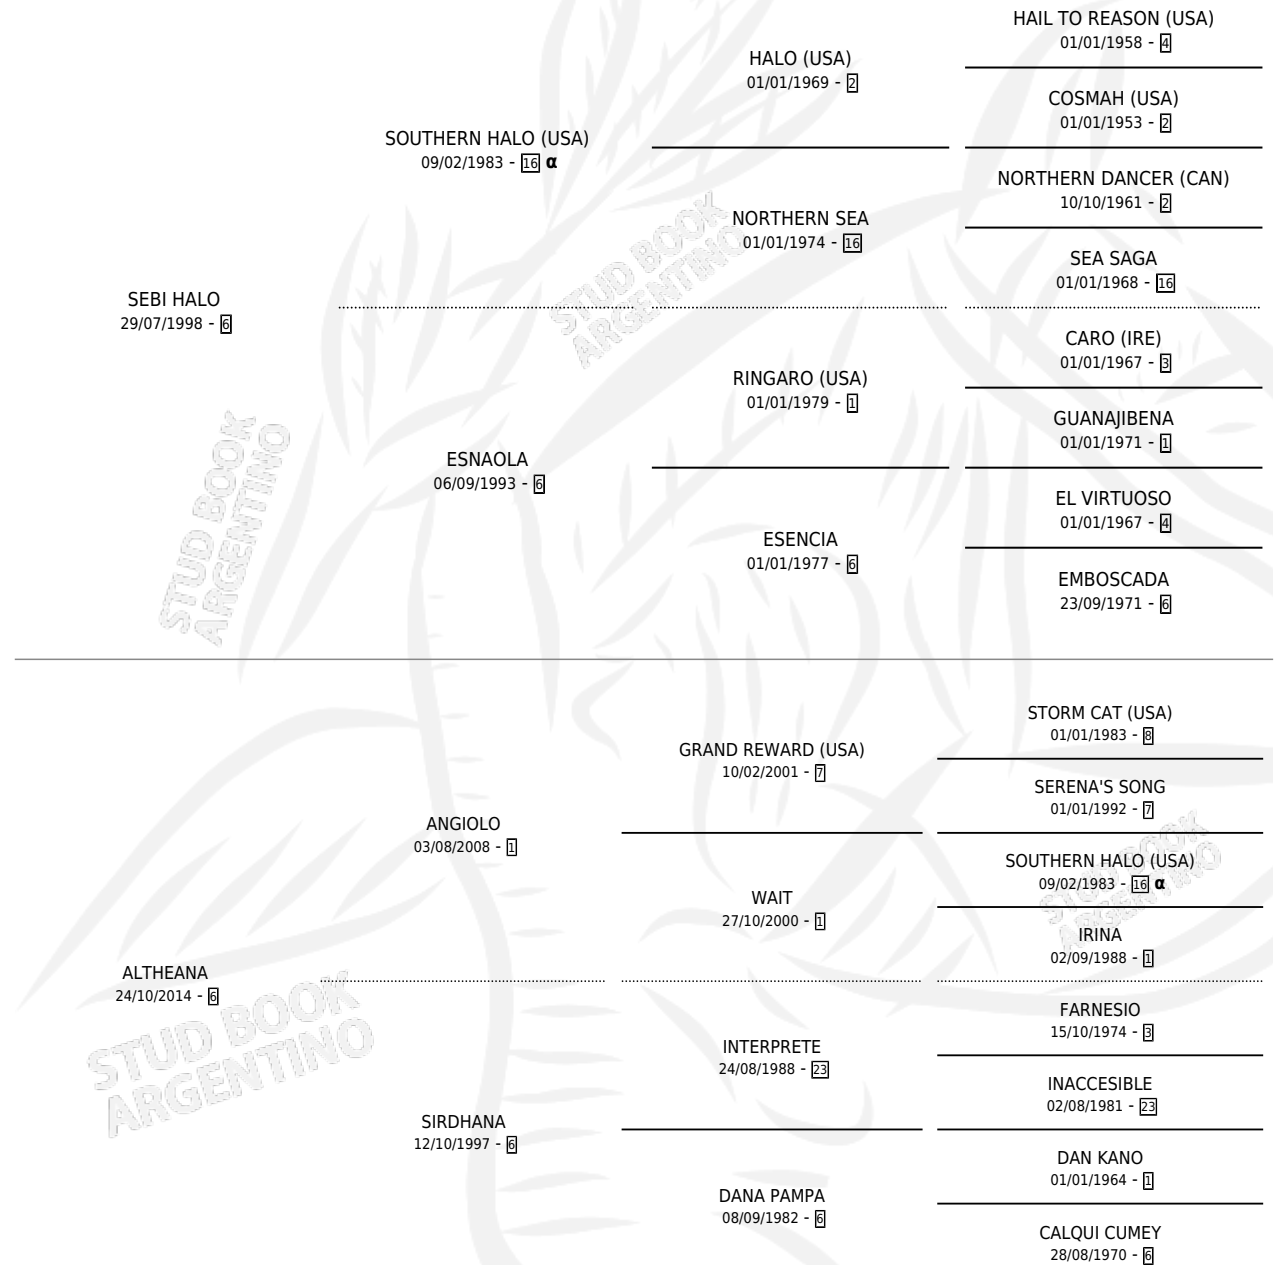 HAIL TO REASON (USA)
01/01/1958 - 4
HALO (USA)
01/01/1969 - 2
COSMAH (USA)
01/01/1953 - 2
SOUTHERN HALO (USA)
09/02/1983 - 16 α
NORTHERN DANCER (CAN)
10/10/1961 - 2
NORTHERN SEA
01/01/1974 - 16
SEA SAGA
01/01/1968 - 16
SEBI HALO
29/07/1998 - 6
CARO (IRE)
01/01/1967 - 3
RINGARO (USA)
01/01/1979 - 1
GUANAJIBENA
01/01/1971 - 1
ESNAOLA
06/09/1993 - 6
EL VIRTUOSO
01/01/1967 - 4
ESENCIA
01/01/1977 - 6
EMBOSCADA
23/09/1971 - 6
STUD BOOK
ARGENTINO
STUD BOOK
ARGENTINO
STORM CAT (USA)
01/01/1983 - 8
GRAND REWARD (USA)
10/02/2001 - 7
SERENA'S SONG
01/01/1992 - 7
ANGIOLO
03/08/2008 - 1
SOUTHERN HALO (USA)
09/02/1983 - 16 α
WAIT
27/10/2000 - 1
IRINA
02/09/1988 - 1
ALTHEANA
24/10/2014 - 6
FARNESIO
15/10/1974 - 3
INTERPRETE
24/08/1988 - 23
INACCESIBLE
02/08/1981 - 23
SIRDHANA
12/10/1997 - 6
DAN KANO
01/01/1964 - 1
DANA PAMPA
08/09/1982 - 6
CALQUI CUMEY
28/08/1970 - 6
STUD BOOK
ARGENTINO
STUD BOOK
ARGENTINO